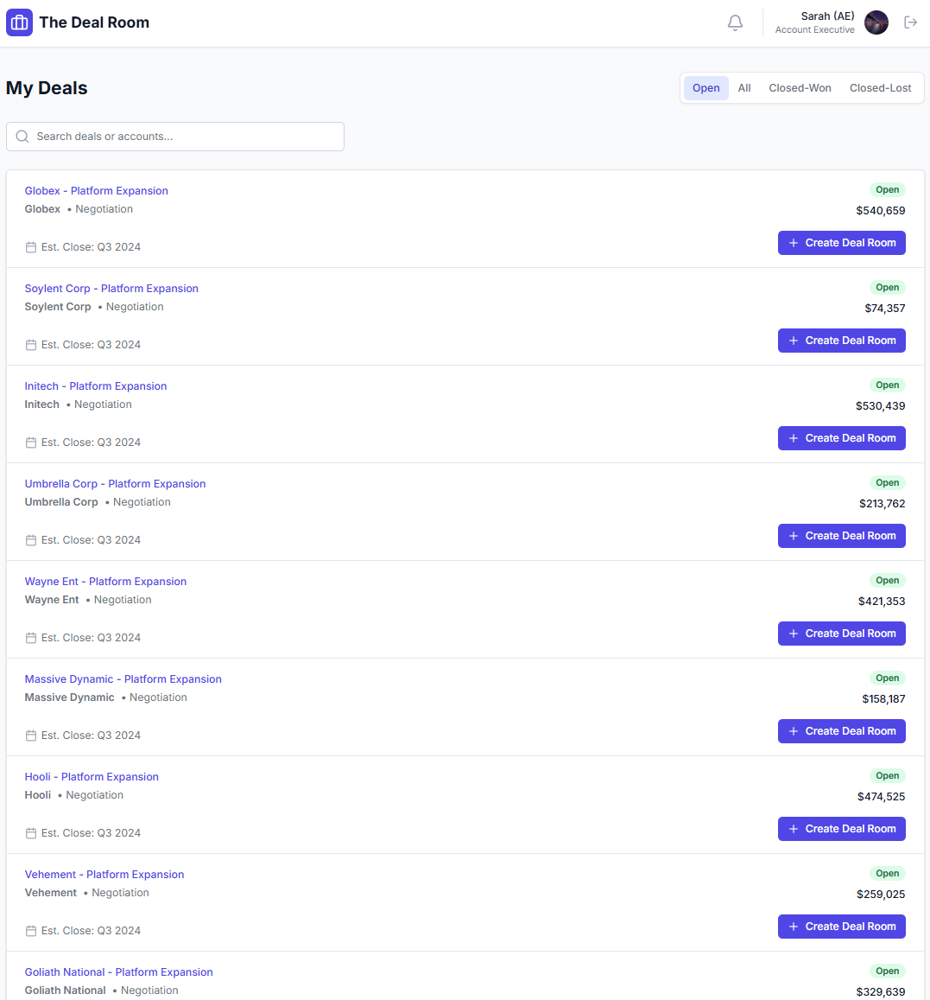 The Deal Room
Sarah (AE)
Account Executive
My Deals
Open
All
Closed-Won
Closed-Lost
Search deals or accounts...
Globex - Platform Expansion
Open
Globex • Negotiation
$540,659
Est. Close: Q3 2024
Create Deal Room
Soylent Corp - Platform Expansion
Open
Soylent Corp • Negotiation
$74,357
Est. Close: Q3 2024
Create Deal Room
Initech - Platform Expansion
Open
Initech • Negotiation
$530,439
Est. Close: Q3 2024
Create Deal Room
Umbrella Corp - Platform Expansion
Open
Umbrella Corp • Negotiation
$213,762
Est. Close: Q3 2024
Create Deal Room
Wayne Ent - Platform Expansion
Open
Wayne Ent • Negotiation
$421,353
Est. Close: Q3 2024
Create Deal Room
Massive Dynamic - Platform Expansion
Open
Massive Dynamic • Negotiation
$158,187
Est. Close: Q3 2024
Create Deal Room
Hooli - Platform Expansion
Open
Hooli • Negotiation
$474,525
Est. Close: Q3 2024
Create Deal Room
Vehement - Platform Expansion
Open
Vehement • Negotiation
$259,025
Est. Close: Q3 2024
Create Deal Room
Goliath National - Platform Expansion
Open
Goliath National • Negotiation
$329,639